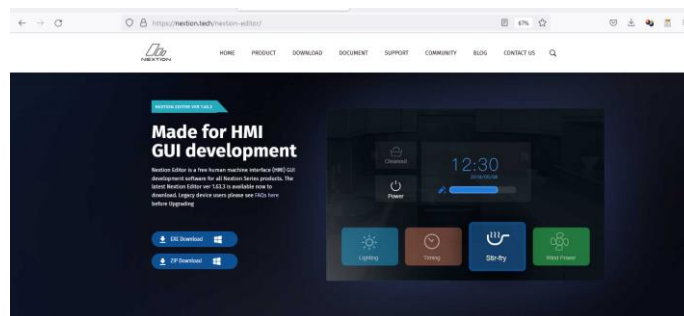 https://nextion.tech/nextion-editor/
67%
NEXTION
HOME PRODUCT DOWNLOAD DOCUMENT SUPPORT COMMUNITY BLOG CONTACT US
Made for HMI
GUI development
Nextion Editor is a free human machine interface (HMI) GUI
development software for all Nextion Series products. The
latest Nextion Editor ver 1.63.3 is available now to
download. Legacy device users please see FAQs here
before Upgrading
EXE Download
ZIP Download
Cleanout
Power
12:30
Lighting
Timing
Stir-fry
Wind Power